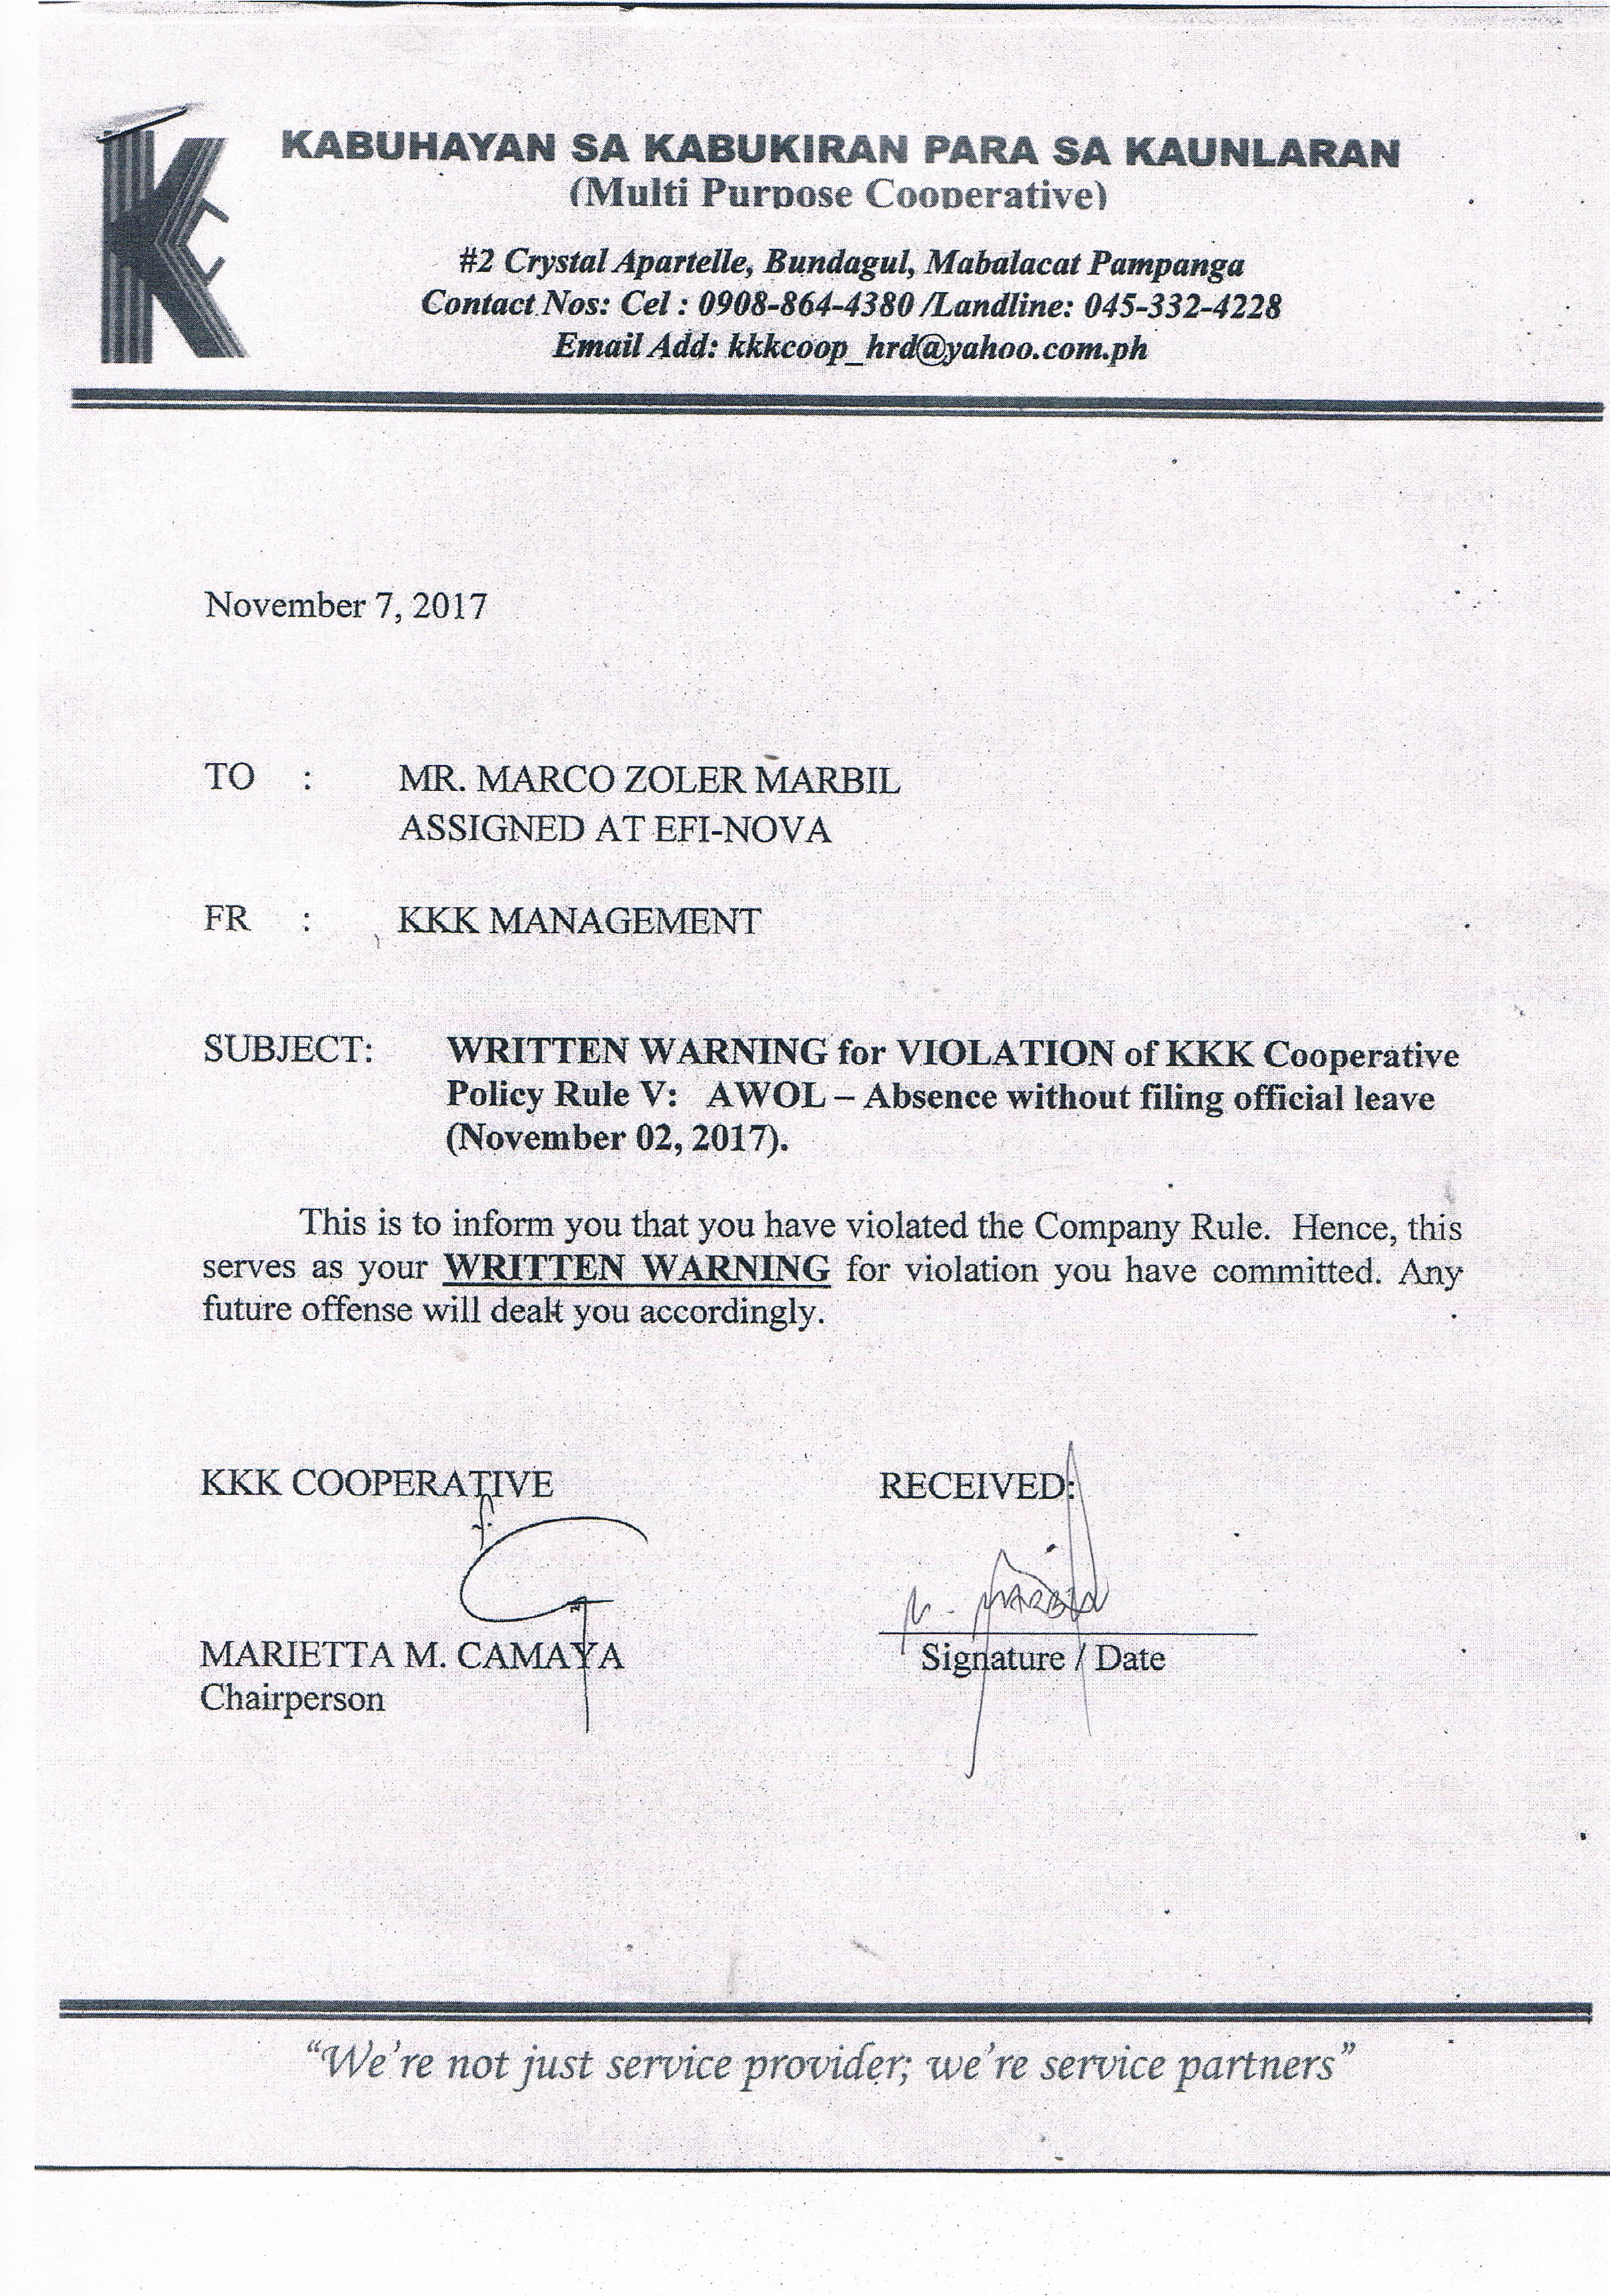 KABUHAYAN SA KABUKIRAN PARA SA KAUNLARAN
(Multi Purpose Cooperative)
#2 Crystal Apartelle, Bundagul, Mabalacat Pampanga
Contact Nos: Cel : 0908-864-4380 /Landline: 045-332-4228
Email Add: kkkcoop_hrd@yahoo.com.ph
November 7, 2017
TO : MR. MARCO ZOLER MARBIL
ASSIGNED AT EFI-NOVA
FR : KKK MANAGEMENT
SUBJECT: WRITTEN WARNING for VIOLATION of KKK Cooperative
Policy Rule V: AWOL – Absence without filing official leave
(November 02, 2017).
This is to inform you that you have violated the Company Rule. Hence, this
serves as your WRITTEN WARNING for violation you have committed. Any
future offense will dealt you accordingly.
KKK COOPERATIVE RECEIVED:
M. MARBIL
MARIETTA M. CAMAYA Signature / Date
Chairperson
“We’re not just service provider; we’re service partners”